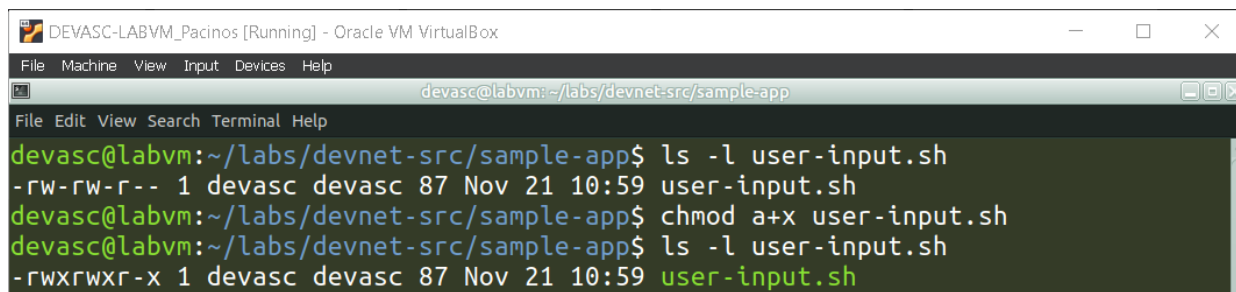 DEVASC-LABVM_Pacinos [Running] - Oracle VM VirtualBox
File Machine View Input Devices Help
devasc@labvm: ~/labs/devnet-src/sample-app
File Edit View Search Terminal Help
devasc@labvm:~/labs/devnet-src/sample-app$ ls -l user-input.sh
-rw-rw-r-- 1 devasc devasc 87 Nov 21 10:59 user-input.sh
devasc@labvm:~/labs/devnet-src/sample-app$ chmod a+x user-input.sh
devasc@labvm:~/labs/devnet-src/sample-app$ ls -l user-input.sh
-rwxrwxr-x 1 devasc devasc 87 Nov 21 10:59 user-input.sh